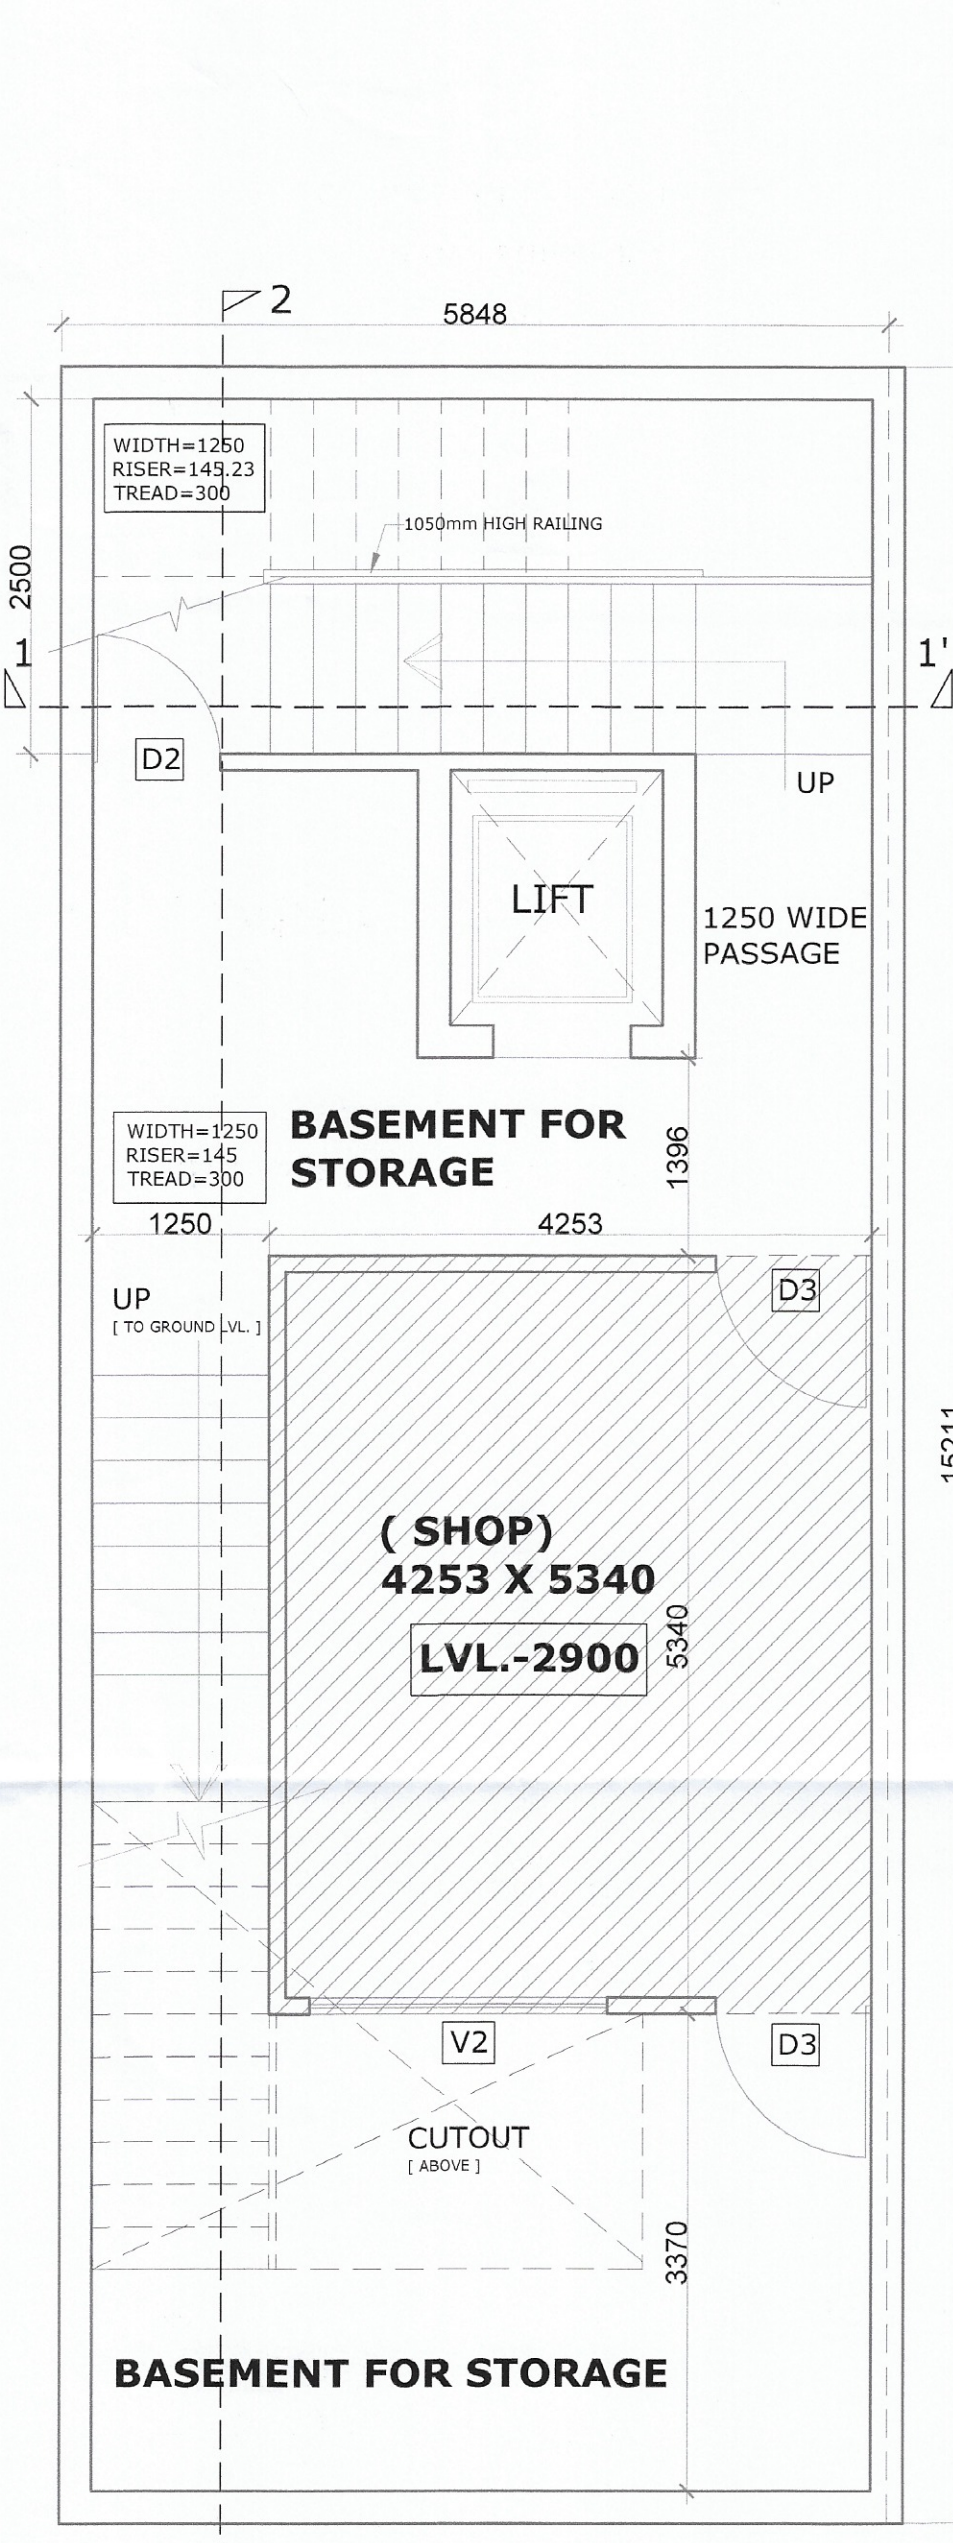 2
5848
WIDTH=1250
RISER=145.23
TREAD=300
1050mm HIGH RAILING
2500
1
1'
D2
UP
LIFT
1250 WIDE
PASSAGE
BASEMENT FOR
STORAGE
1396
WIDTH=1250
RISER=145
TREAD=300
1250
4253
UP
[ TO GROUND LVL. ]
D3
15211
( SHOP)
4253 X 5340
5340
LVL.-2900
V2
D3
CUTOUT
[ ABOVE ]
3370
BASEMENT FOR STORAGE